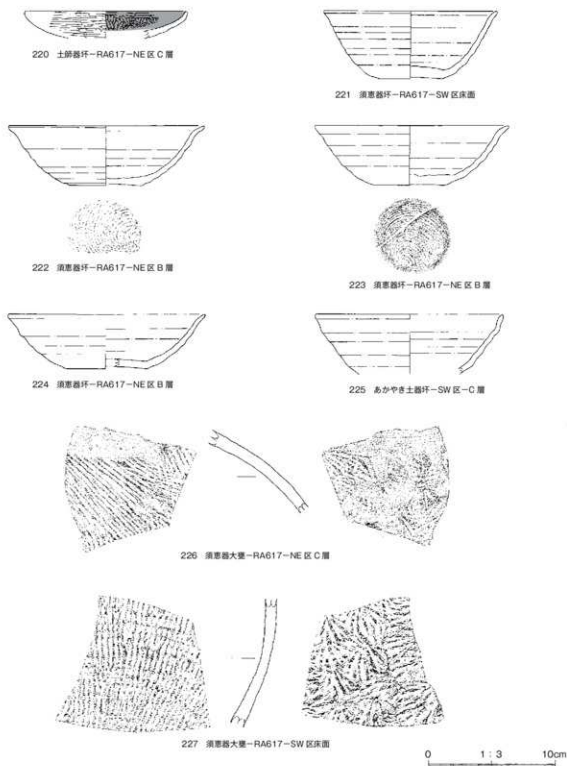 220 土師器坏−RA617−NE区C層
221 須恵器坏−RA617−SW区床面
222 須恵器坏−RA617−NE区B層
223 須恵器坏−RA617−NE区B層
224 須恵器坏−RA617−NE区B層
225 あかやき土器坏−SW区−C層
226 須恵器大甕−RA617−NE区C層
227 須恵器大甕−RA617−SW区床面
0 1:3 10cm